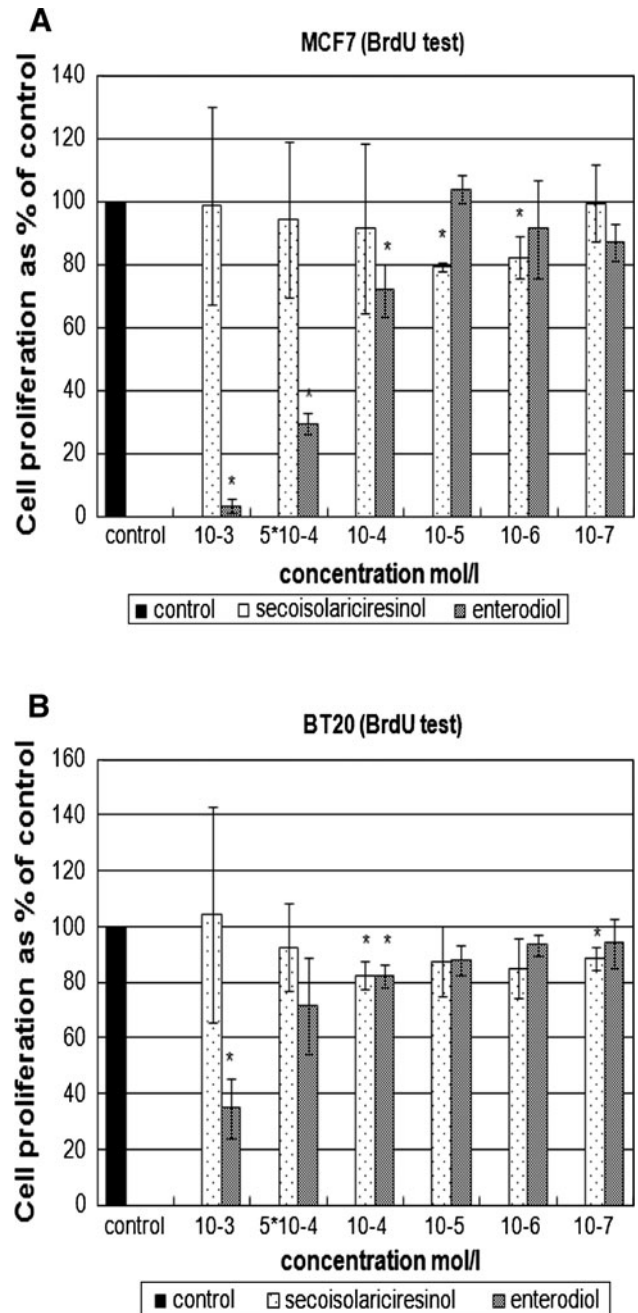 A
MCF7 (BrdU test)
Cell proliferation as % of control
140
120
100
80
60
40
20
0
* * * * *
control 10-3 5*10-4 10-4 10-5 10-6 10-7
concentration mol/l
control secoisolariciresinol enterodiol
B
BT20 (BrdU test)
Cell proliferation as % of control
160
140
120
100
80
60
40
20
0
* * * *
control 10-3 5*10-4 10-4 10-5 10-6 10-7
concentration mol/l
control secoisolariciresinol enterodiol